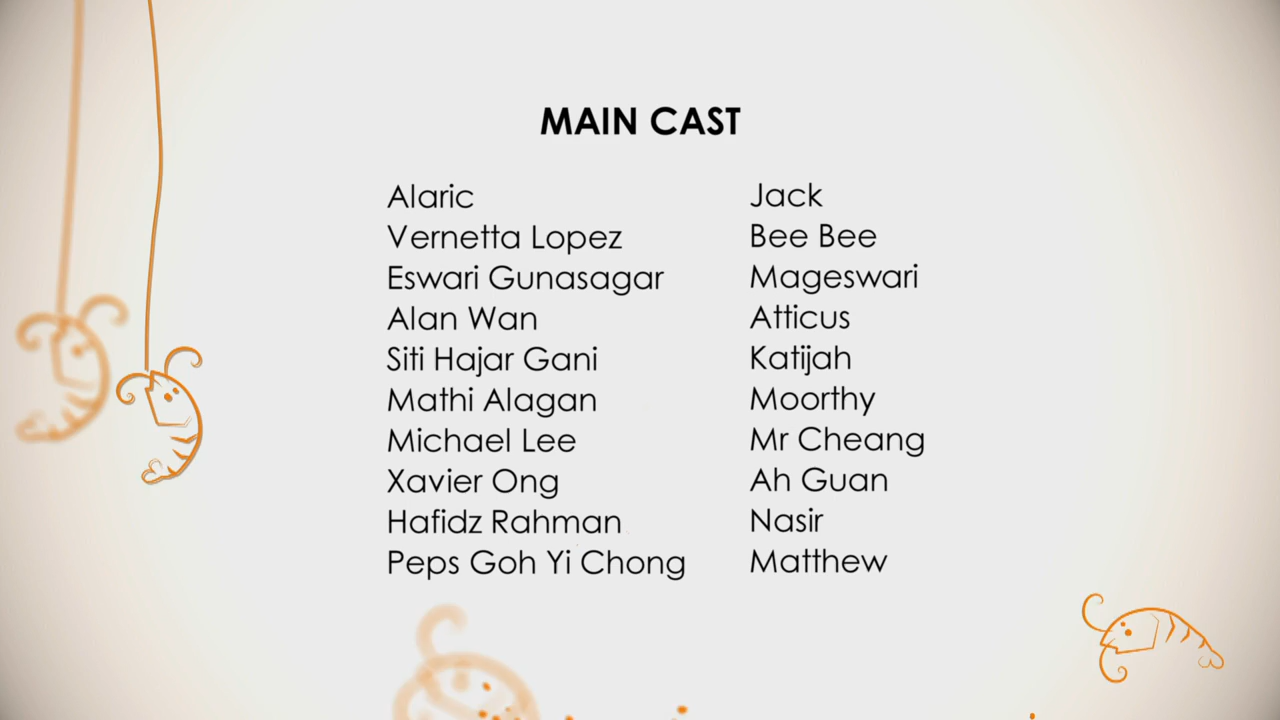 MAIN CAST
Alaric Jack
Vernetta Lopez Bee Bee
Eswari Gunasagar Mageswari
Alan Wan Atticus
Siti Hajar Gani Katijah
Mathi Alagan Moorthy
Michael Lee Mr Cheang
Xavier Ong Ah Guan
Hafidz Rahman Nasir
Peps Goh Yi Chong Matthew